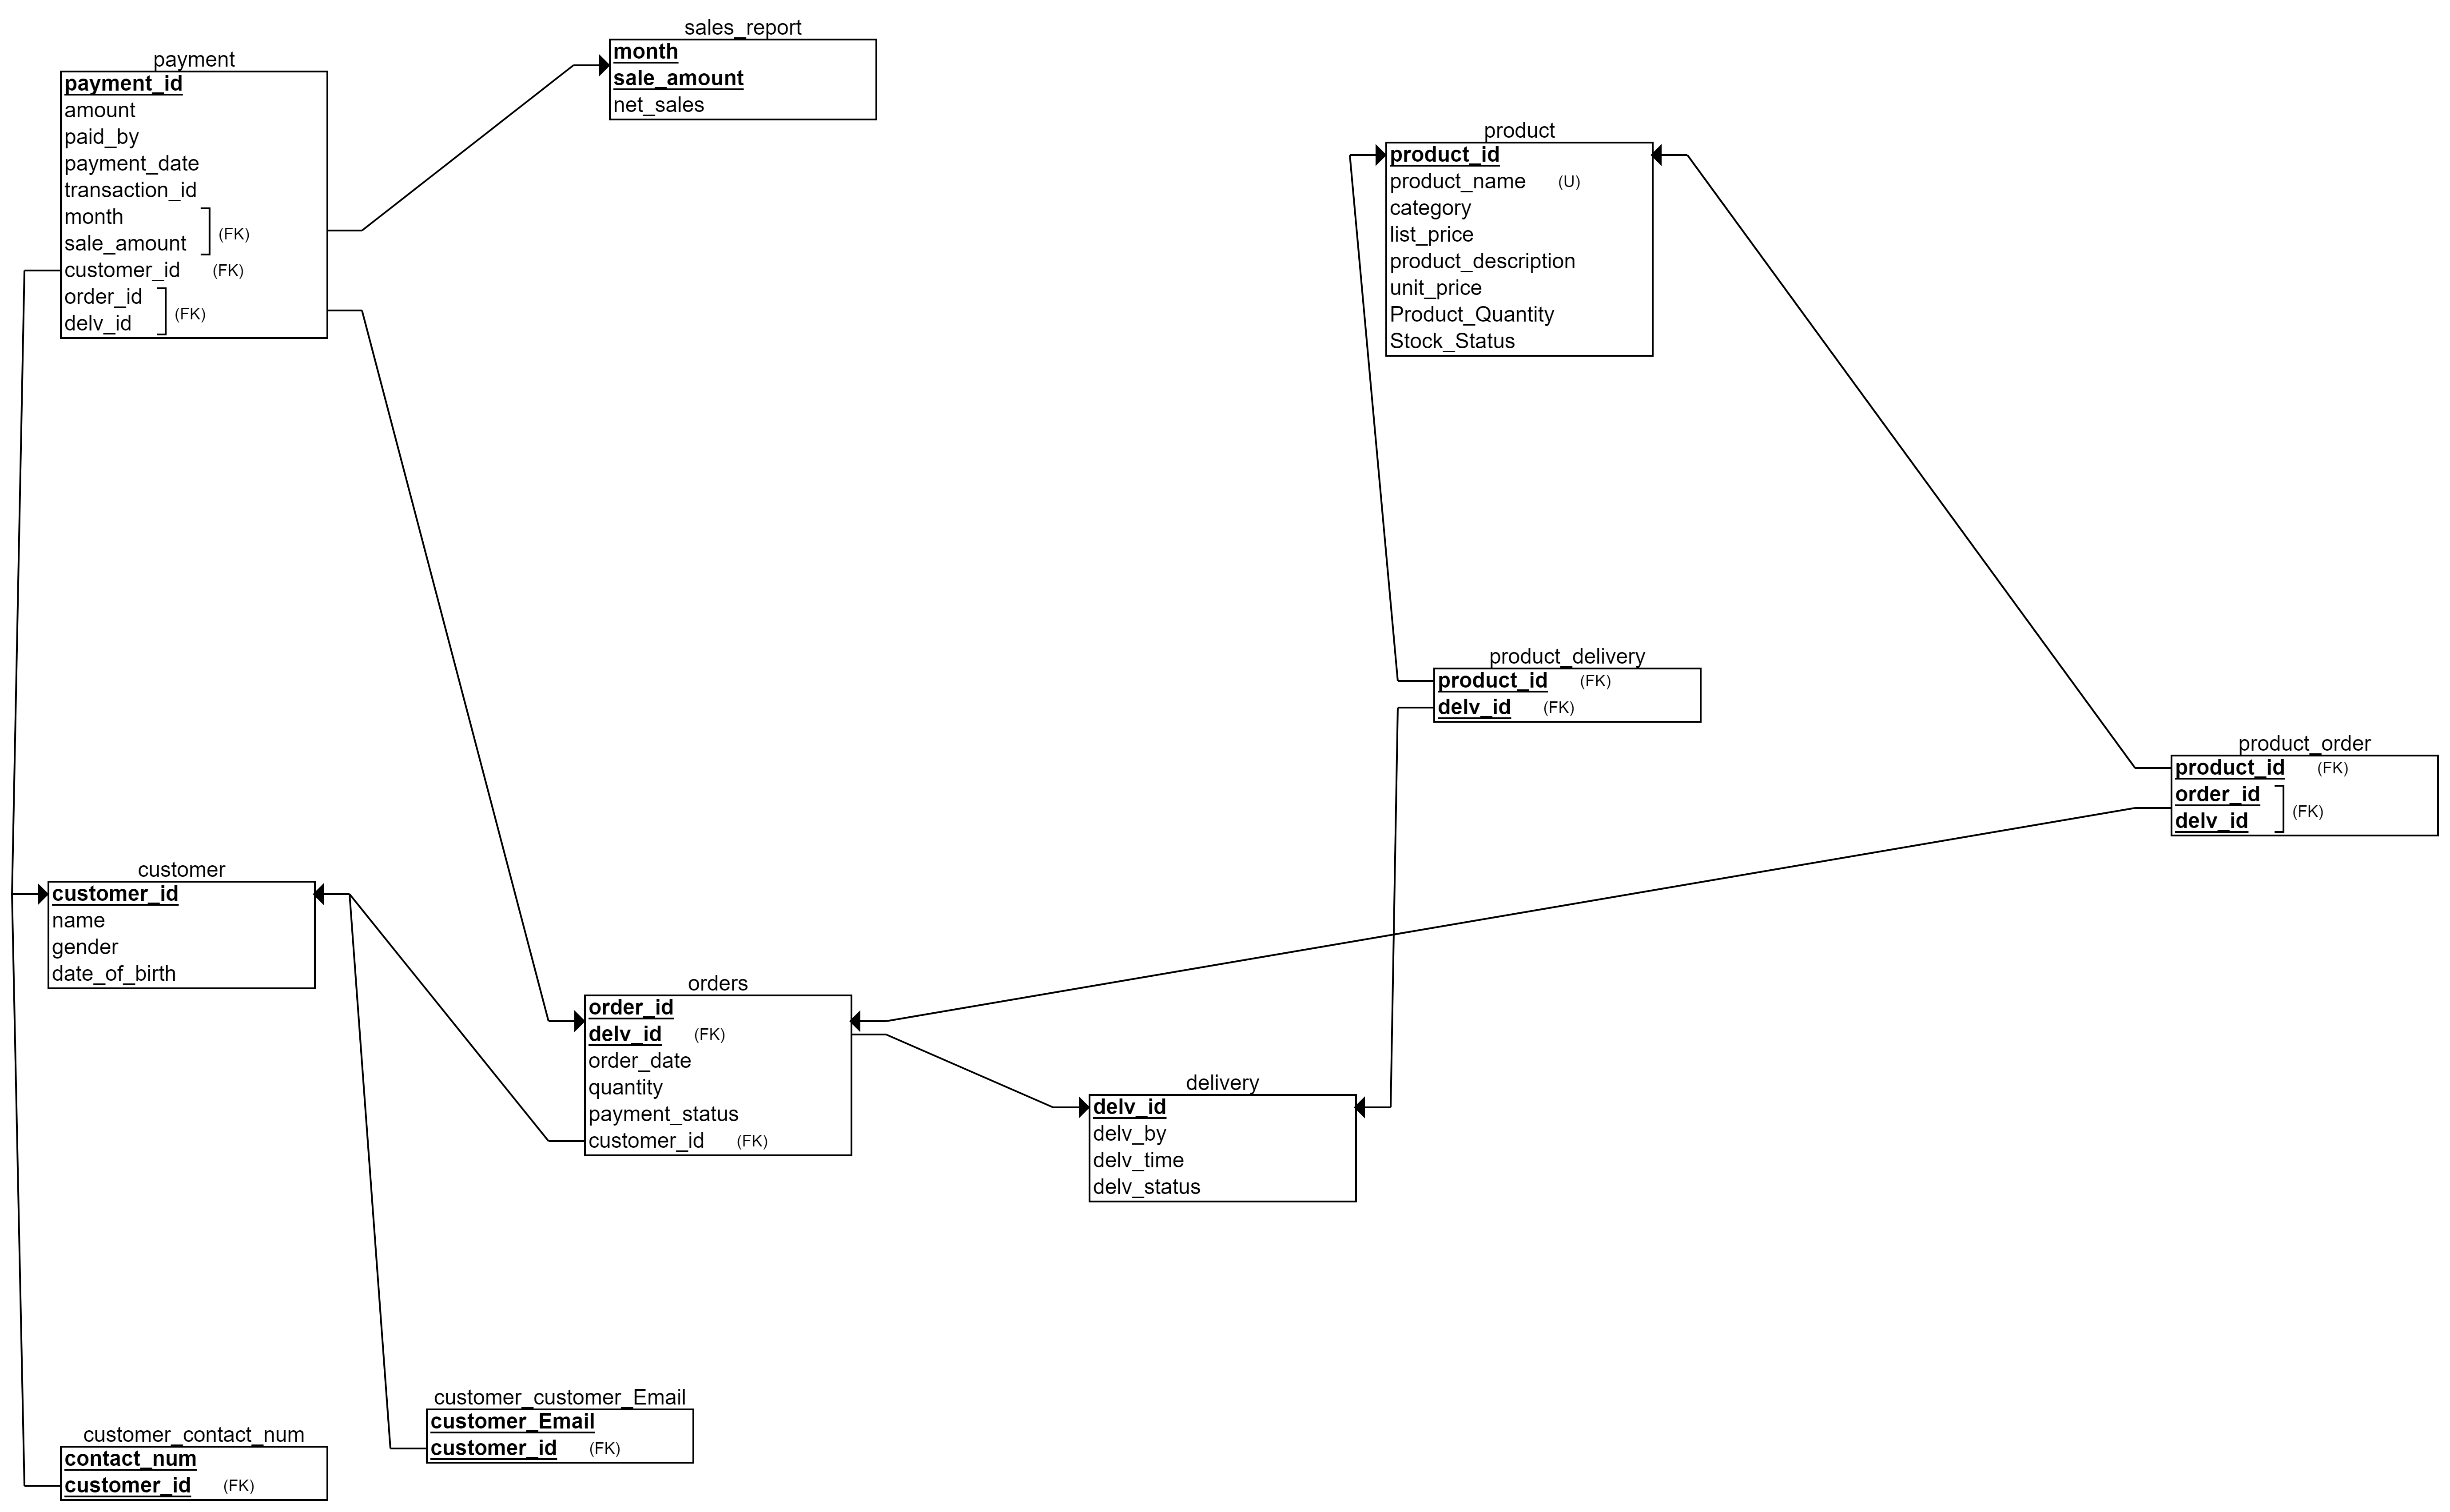 sales_report
month
sale_amount
net_sales
payment
payment_id
amount
paid_by
payment_date
transaction_id
month
sale_amount
(FK)
customer_id (FK)
order_id
delv_id
(FK)
product
product_id
product_name (U)
category
list_price
product_description
unit_price
Product_Quantity
Stock_Status
product_delivery
product_id (FK)
delv_id (FK)
product_order
product_id (FK)
order_id
delv_id
(FK)
customer
customer_id
name
gender
date_of_birth
orders
order_id
delv_id (FK)
order_date
quantity
payment_status
customer_id (FK)
delivery
delv_id
delv_by
delv_time
delv_status
customer_customer_Email
customer_Email
customer_id (FK)
customer_contact_num
contact_num
customer_id (FK)